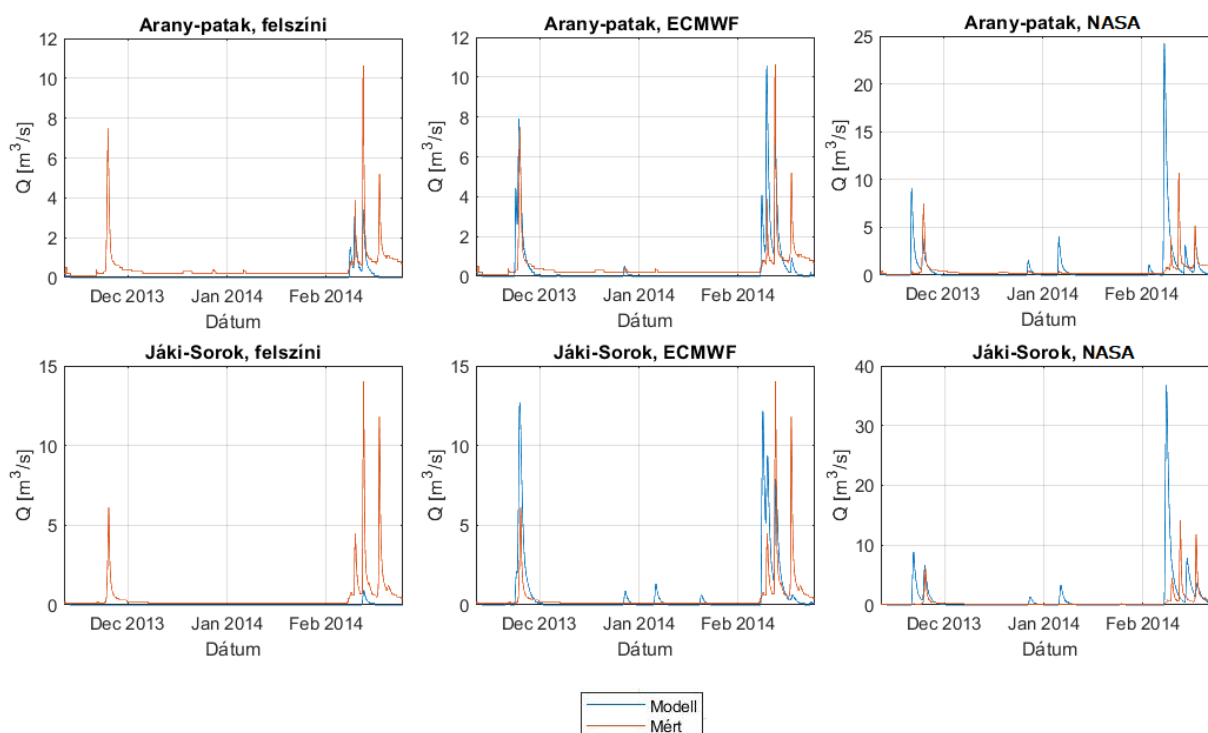 Arany-patak, felszíni
Arany-patak, ECMWF
Arany-patak, NASA
12
10
8
6
4
2
0
Q [m³/s]
Dec 2013
Jan 2014
Feb 2014
Dátum
12
10
8
6
4
2
0
Q [m³/s]
Dec 2013
Jan 2014
Feb 2014
Dátum
25
20
15
10
5
0
Q [m³/s]
Dec 2013
Jan 2014
Feb 2014
Dátum
Jáki-Sorok, felszíni
Jáki-Sorok, ECMWF
Jáki-Sorok, NASA
15
10
5
0
Q [m³/s]
Dec 2013
Jan 2014
Feb 2014
Dátum
15
10
5
0
Q [m³/s]
Dec 2013
Jan 2014
Feb 2014
Dátum
40
30
20
10
0
Q [m³/s]
Dec 2013
Jan 2014
Feb 2014
Dátum
Modell
Mért